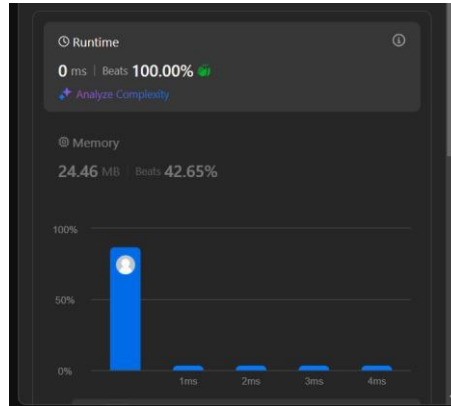 Runtime
0 ms | Beats 100.00%
Analyze Complexity
Memory
24.46 MB | Beats 42.65%
100%
50%
0%
1ms 2ms 3ms 4ms